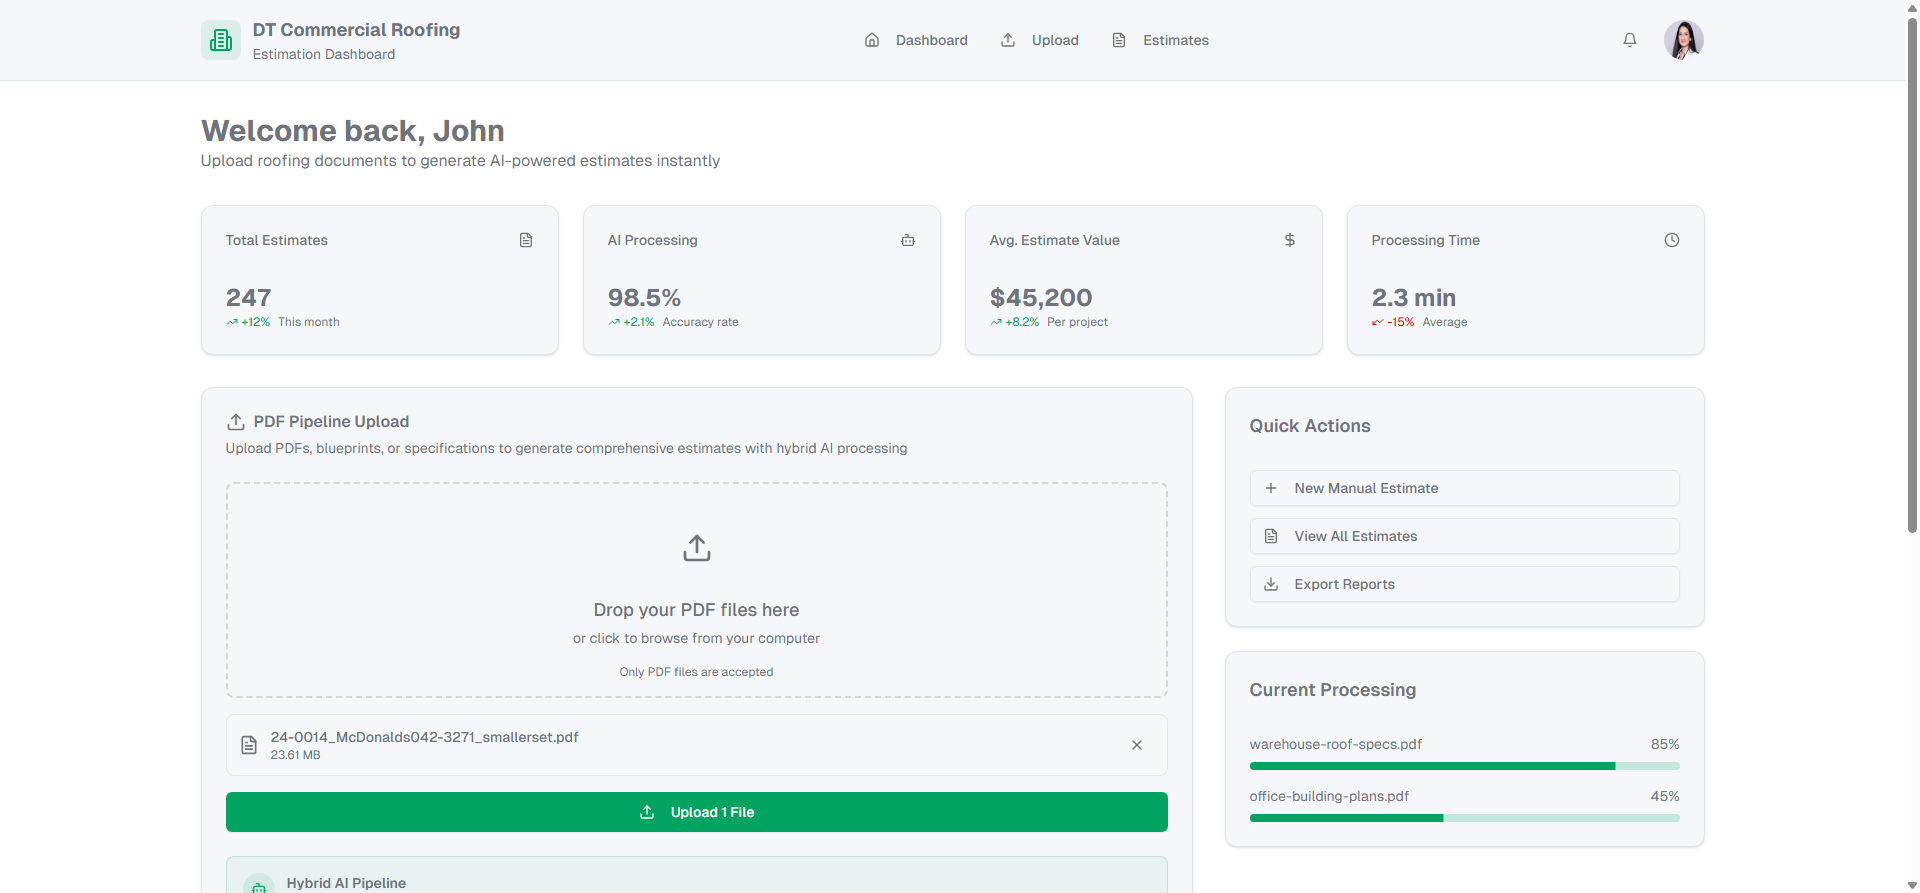 DT Commercial Roofing
Estimation Dashboard
Dashboard
Upload
Estimates
Welcome back, John
Upload roofing documents to generate AI-powered estimates instantly
Total Estimates
247
+12% This month
AI Processing
98.5%
+2.1% Accuracy rate
Avg. Estimate Value
$45,200
+8.2% Per project
Processing Time
2.3 min
-15% Average
PDF Pipeline Upload
Upload PDFs, blueprints, or specifications to generate comprehensive estimates with hybrid AI processing
Drop your PDF files here
or click to browse from your computer
Only PDF files are accepted
24-0014_McDonalds042-3271_smallerset.pdf
23.61 MB
Upload 1 File
Hybrid AI Pipeline
Quick Actions
New Manual Estimate
View All Estimates
Export Reports
Current Processing
warehouse-roof-specs.pdf 85%
office-building-plans.pdf 45%